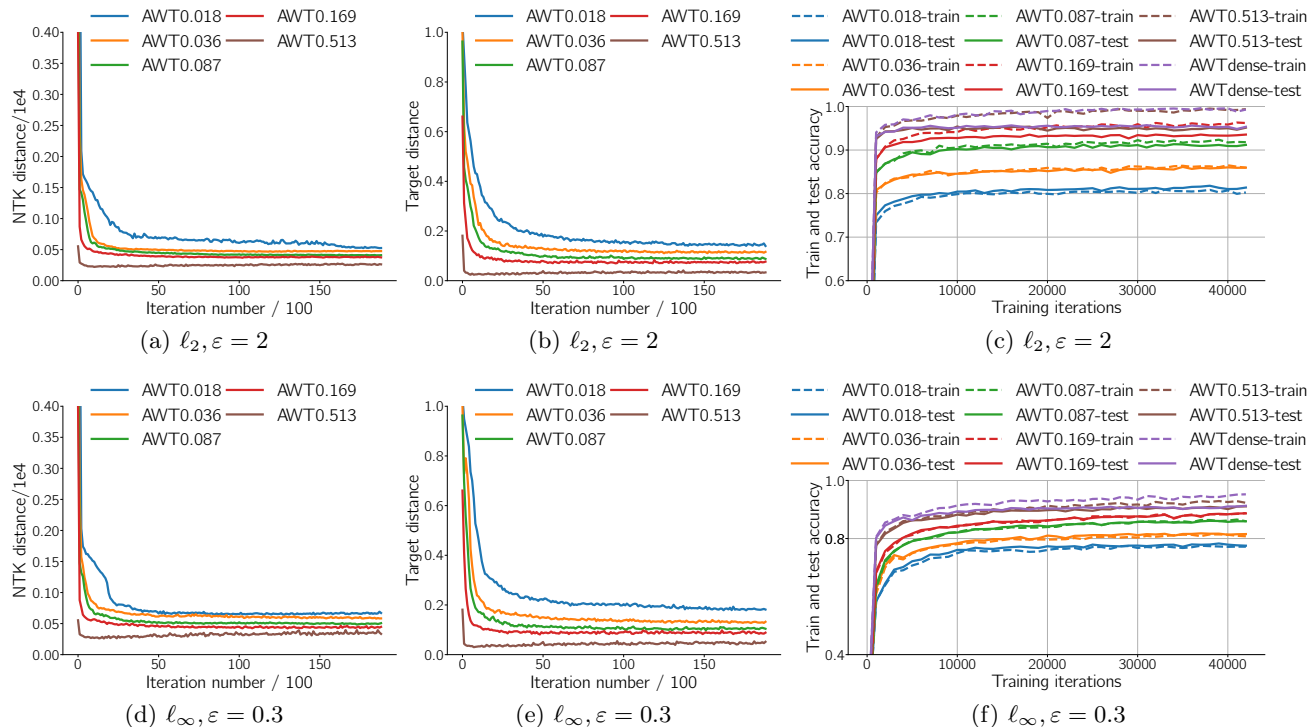 AWT0.018 AWT0.169
AWT0.036 AWT0.513
AWT0.087
NTK distance/1e4
0.40
0.35
0.30
0.25
0.20
0.15
0.10
0.05
0.00
0 50 100 150
Iteration number / 100
(a) ℓ₂, ε = 2
AWT0.018 AWT0.169
AWT0.036 AWT0.513
AWT0.087
Target distance
1.0
0.8
0.6
0.4
0.2
0.0
0 50 100 150
Iteration number / 100
(b) ℓ₂, ε = 2
AWT0.018-train AWT0.087-train AWT0.513-train
AWT0.018-test AWT0.087-test AWT0.513-test
AWT0.036-train AWT0.169-train AWTdense-train
AWT0.036-test AWT0.169-test AWTdense-test
Train and test accuracy
1.0
0.9
0.8
0.7
0.6
0 10000 20000 30000 40000
Training iterations
(c) ℓ₂, ε = 2
AWT0.018 AWT0.169
AWT0.036 AWT0.513
AWT0.087
NTK distance/1e4
0.40
0.35
0.30
0.25
0.20
0.15
0.10
0.05
0.00
0 50 100 150
Iteration number / 100
(d) ℓ∞, ε = 0.3
AWT0.018 AWT0.169
AWT0.036 AWT0.513
AWT0.087
Target distance
1.0
0.8
0.6
0.4
0.2
0.0
0 50 100 150
Iteration number / 100
(e) ℓ∞, ε = 0.3
AWT0.018-train AWT0.087-train AWT0.513-train
AWT0.018-test AWT0.087-test AWT0.513-test
AWT0.036-train AWT0.169-train AWTdense-train
AWT0.036-test AWT0.169-test AWTdense-test
Train and test accuracy
1.0
0.8
0.4
0 10000 20000 30000 40000
Training iterations
(f) ℓ∞, ε = 0.3